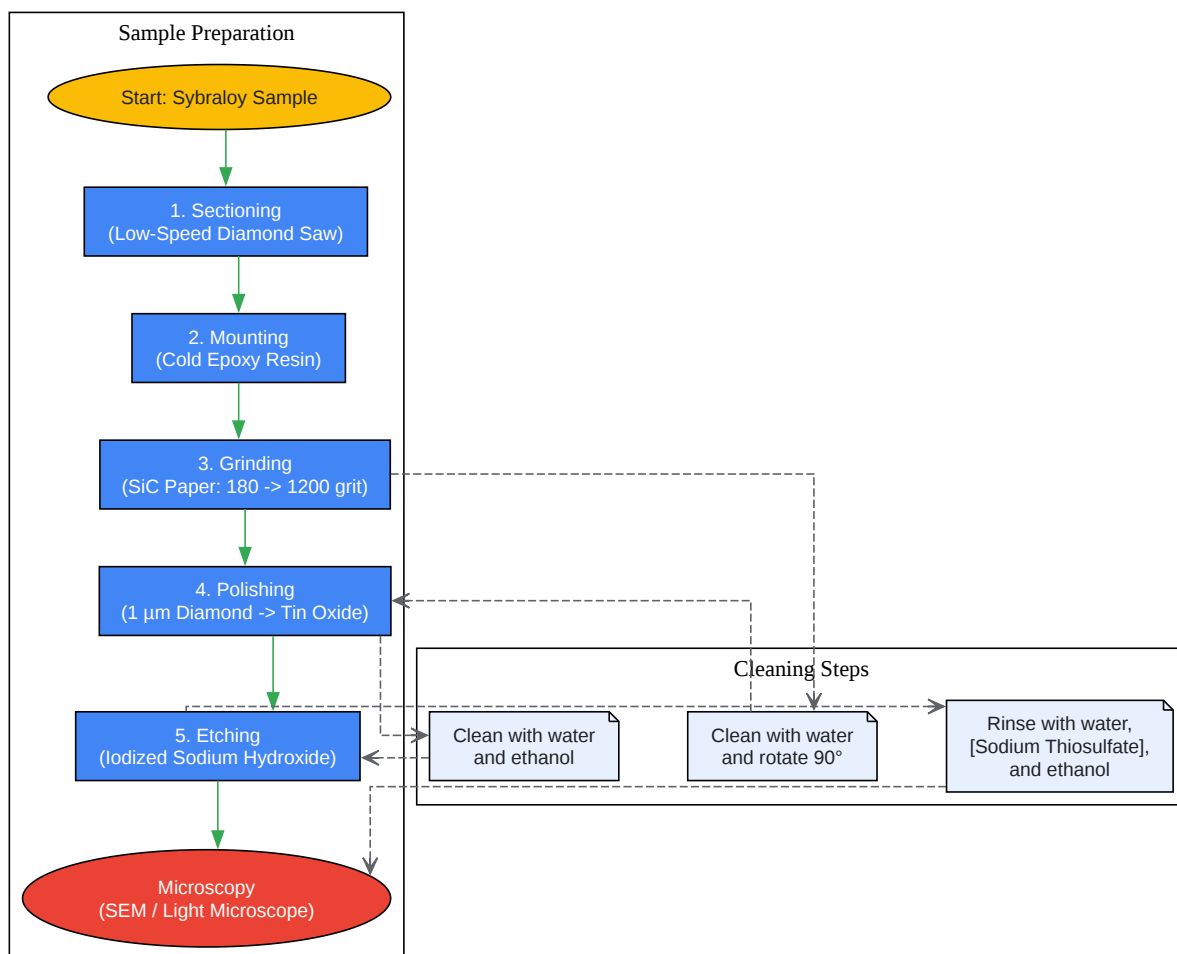 Sample Preparation
Start: Sybraloy Sample
1. Sectioning
(Low-Speed Diamond Saw)
2. Mounting
(Cold Epoxy Resin)
3. Grinding
(SiC Paper: 180 -> 1200 grit)
4. Polishing
(1 µm Diamond -> Tin Oxide)
5. Etching
(Iodized Sodium Hydroxide)
Microscopy
(SEM / Light Microscope)
Cleaning Steps
Clean with water
and ethanol
Clean with water
and rotate 90°
Rinse with water,
[Sodium Thiosulfate],
and ethanol